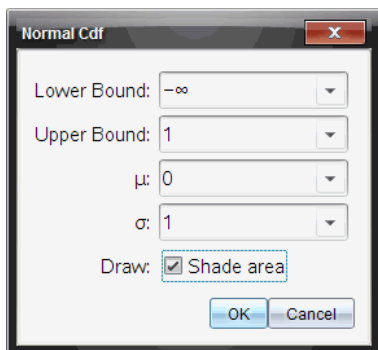 Normal Cdf
Lower Bound: -∞
Upper Bound: 1
μ: 0
σ: 1
Draw: Shade area
OK Cancel